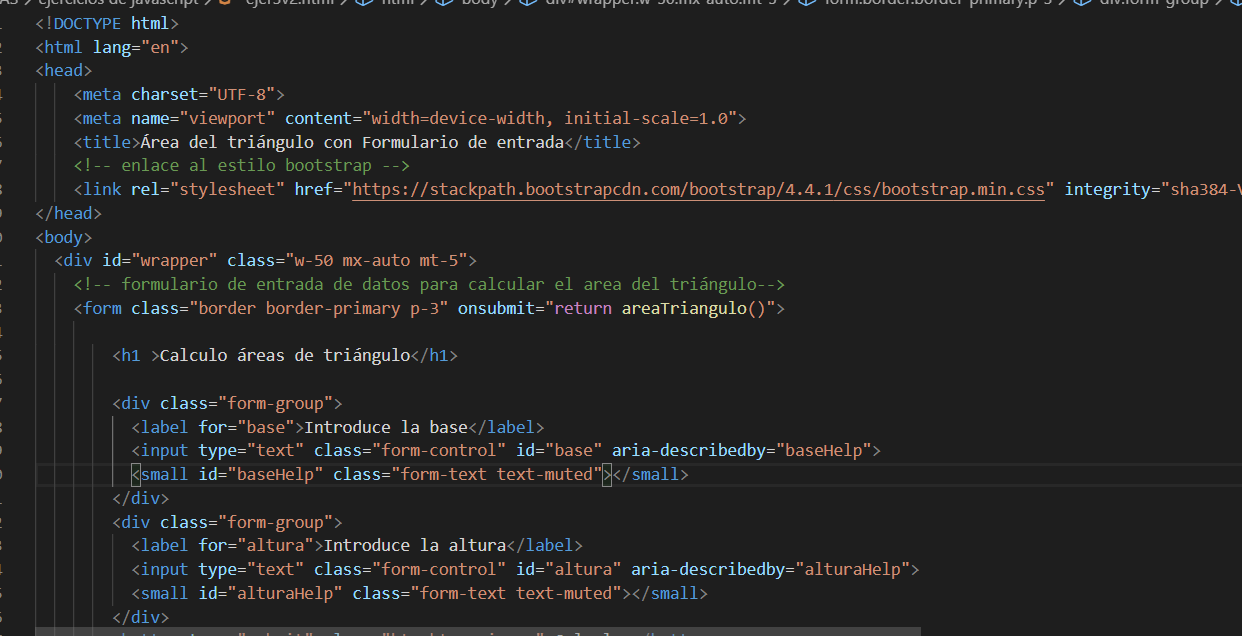 ejercicios de javascript > ejer3v2.html > html > body > div#wrapper.w-50.mx-auto.mt-5 > form.border.border-primary.p-3 > div.form-group >
<!DOCTYPE html>
<html lang="en">
<head>
<meta charset="UTF-8">
<meta name="viewport" content="width=device-width, initial-scale=1.0">
<title>Área del triángulo con Formulario de entrada</title>
<!-- enlace al estilo bootstrap -->
<link rel="stylesheet" href="https://stackpath.bootstrapcdn.com/bootstrap/4.4.1/css/bootstrap.min.css" integrity="sha384-
</head>
<body>
<div id="wrapper" class="w-50 mx-auto mt-5">
<!-- formulario de entrada de datos para calcular el area del triángulo-->
<form class="border border-primary p-3" onsubmit="return areaTriangulo()">
<h1 >Calculo áreas de triángulo</h1>
<div class="form-group">
<label for="base">Introduce la base</label>
<input type="text" class="form-control" id="base" aria-describedby="baseHelp">
<small id="baseHelp" class="form-text text-muted"></small>
</div>
<div class="form-group">
<label for="altura">Introduce la altura</label>
<input type="text" class="form-control" id="altura" aria-describedby="alturaHelp">
<small id="alturaHelp" class="form-text text-muted"></small>
</div>